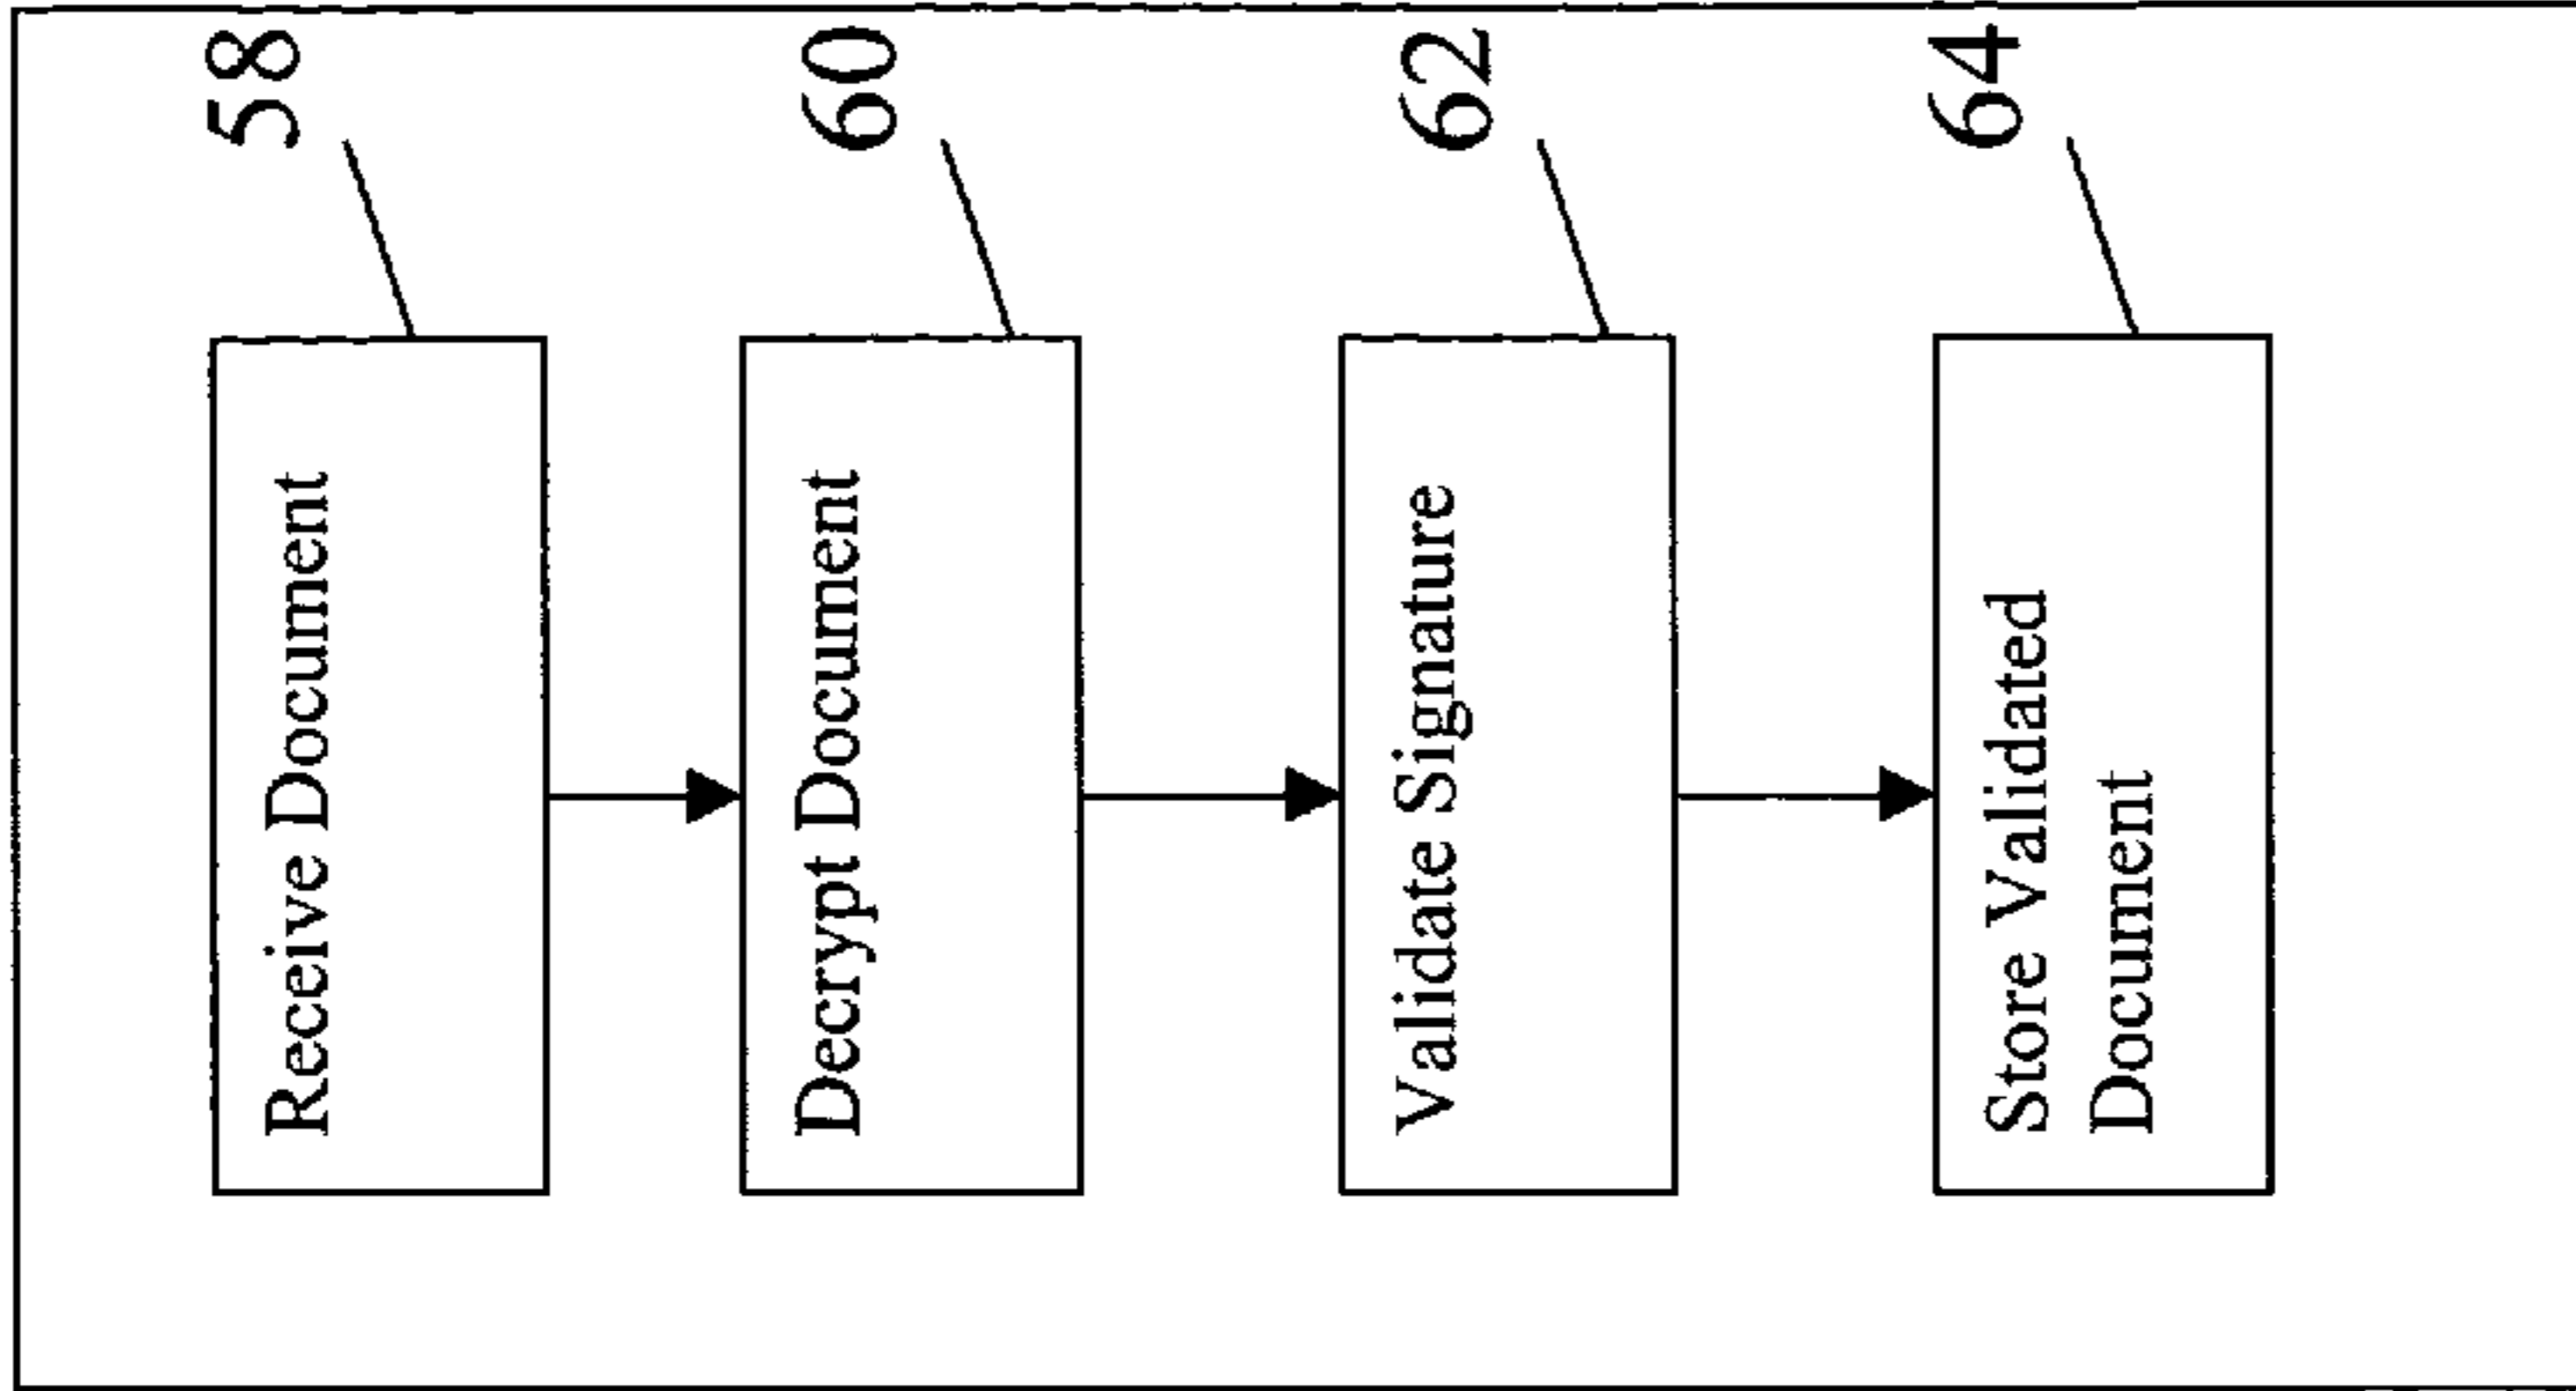 Receive Document
58
Decrypt Document
60
Validate Signature
62
Store Validated
Document
64